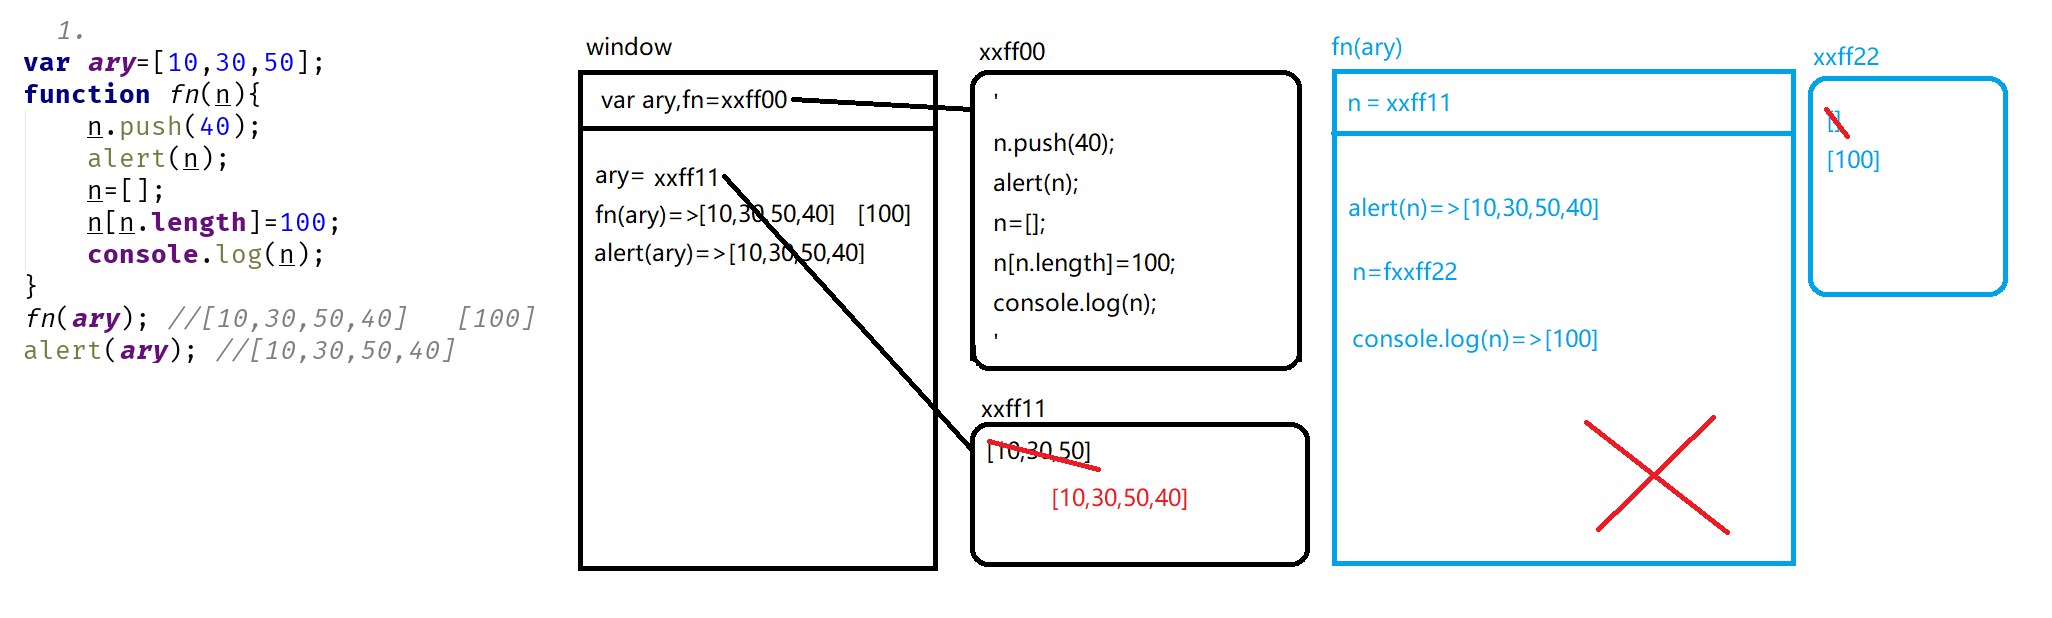 1.
var ary=[10,30,50];
function fn(n){
n.push(40);
alert(n);
n=[];
n[n.length]=100;
console.log(n);
}
fn(ary); //[10,30,50,40]   [100]
alert(ary); //[10,30,50,40]
window
var ary,fn=xxff00
ary= xxff11
fn(ary)=>[10,30,50,40]   [100]
alert(ary)=>[10,30,50,40]
xxff00
'
n.push(40);
alert(n);
n=[];
n[n.length]=100;
console.log(n);
'
xxff11
[10,30,50]
[10,30,50,40]
fn(ary)
n = xxff11
alert(n)=>[10,30,50,40]
n=fxxff22
console.log(n)=>[100]
xxff22
[]
[100]